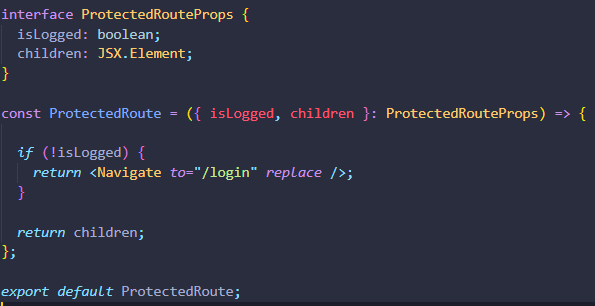 interface ProtectedRouteProps {
  isLogged: boolean;
  children: JSX.Element;
}
const ProtectedRoute = ({ isLogged, children }: ProtectedRouteProps) => {
  if (!isLogged) {
    return <Navigate to="/login" replace />;
  }
  return children;
};
export default ProtectedRoute;